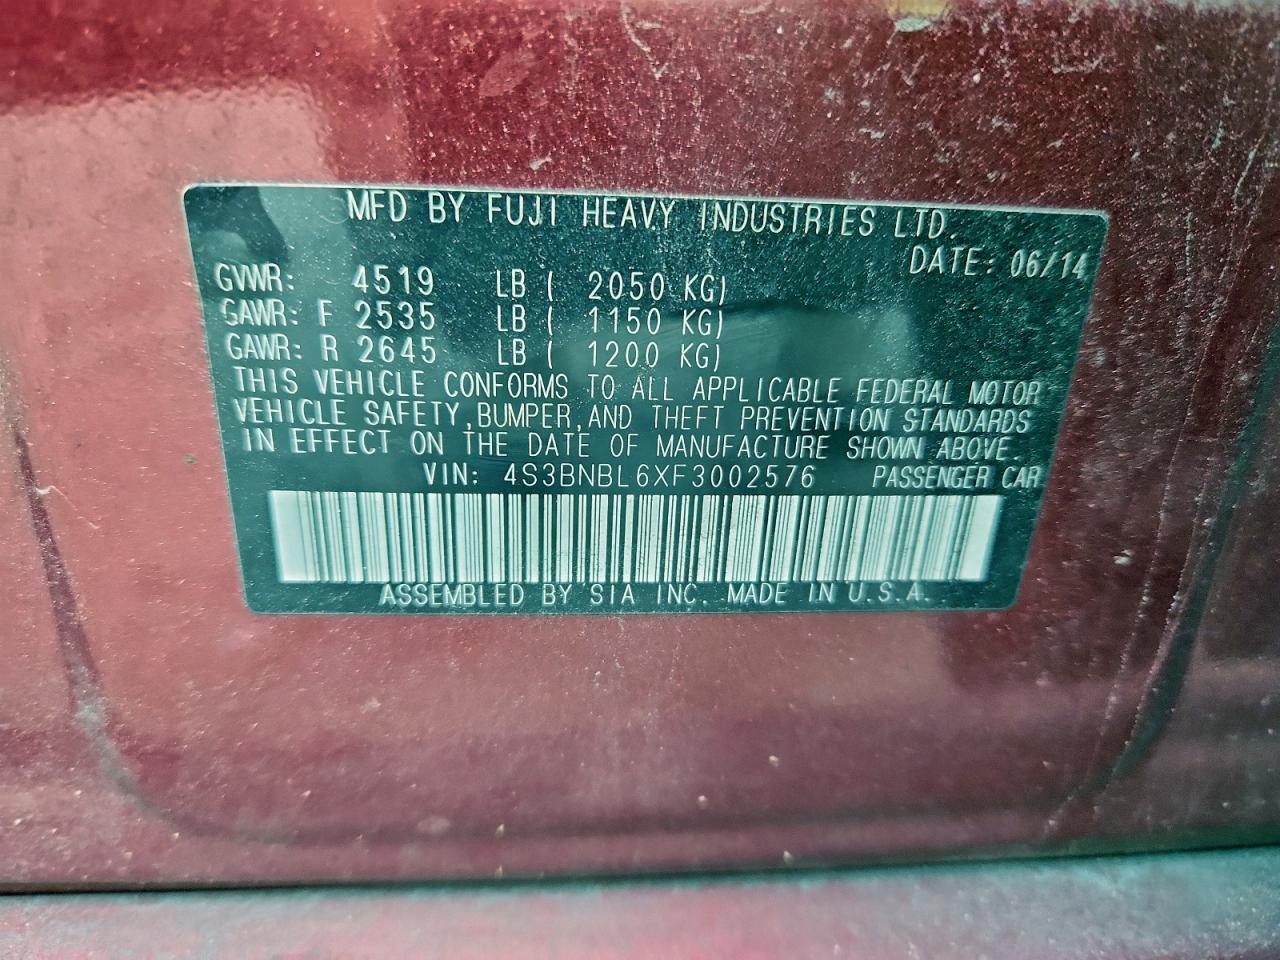 MFD BY FUJI HEAVY INDUSTRIES LTD.
DATE: 06/14
GVWR: 4519 LB ( 2050 KG)
GAWR: F 2535 LB ( 1150 KG)
GAWR: R 2645 LB ( 1200 KG)
THIS VEHICLE CONFORMS TO ALL APPLICABLE FEDERAL MOTOR
VEHICLE SAFETY, BUMPER, AND THEFT PREVENTION STANDARDS
IN EFFECT ON THE DATE OF MANUFACTURE SHOWN ABOVE.
VIN: 4S3BNBL6XF3002576 PASSENGER CAR
ASSEMBLED BY SIA INC. MADE IN U.S.A.